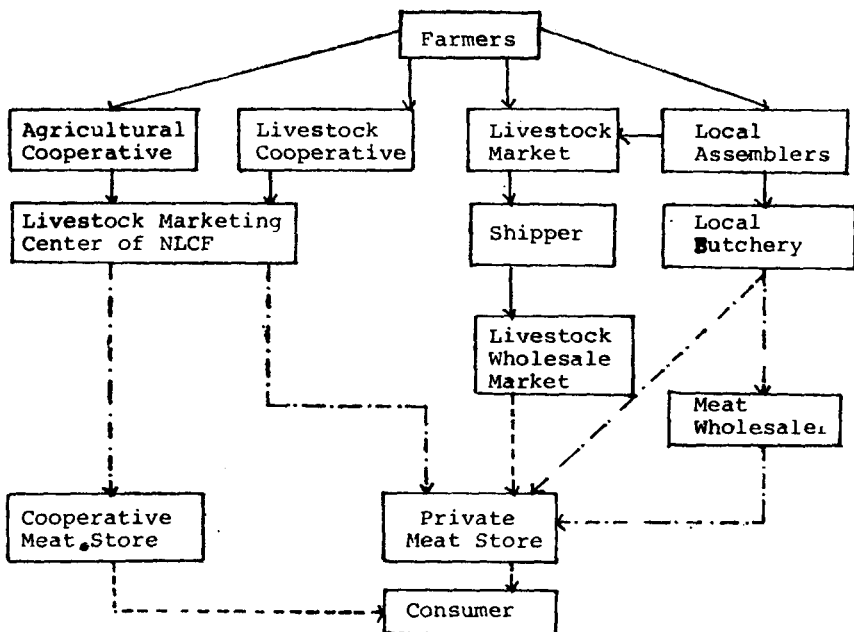 Farmers
Agricultural
Cooperative
Livestock
Cooperative
Livestock
Market
Local
Assemblers
Livestock Marketing
Center of NLCF
Shipper
Local
Butchery
Livestock
Wholesale
Market
Meat
Wholesaler
Cooperative
Meat Store
Private
Meat Store
Consumer